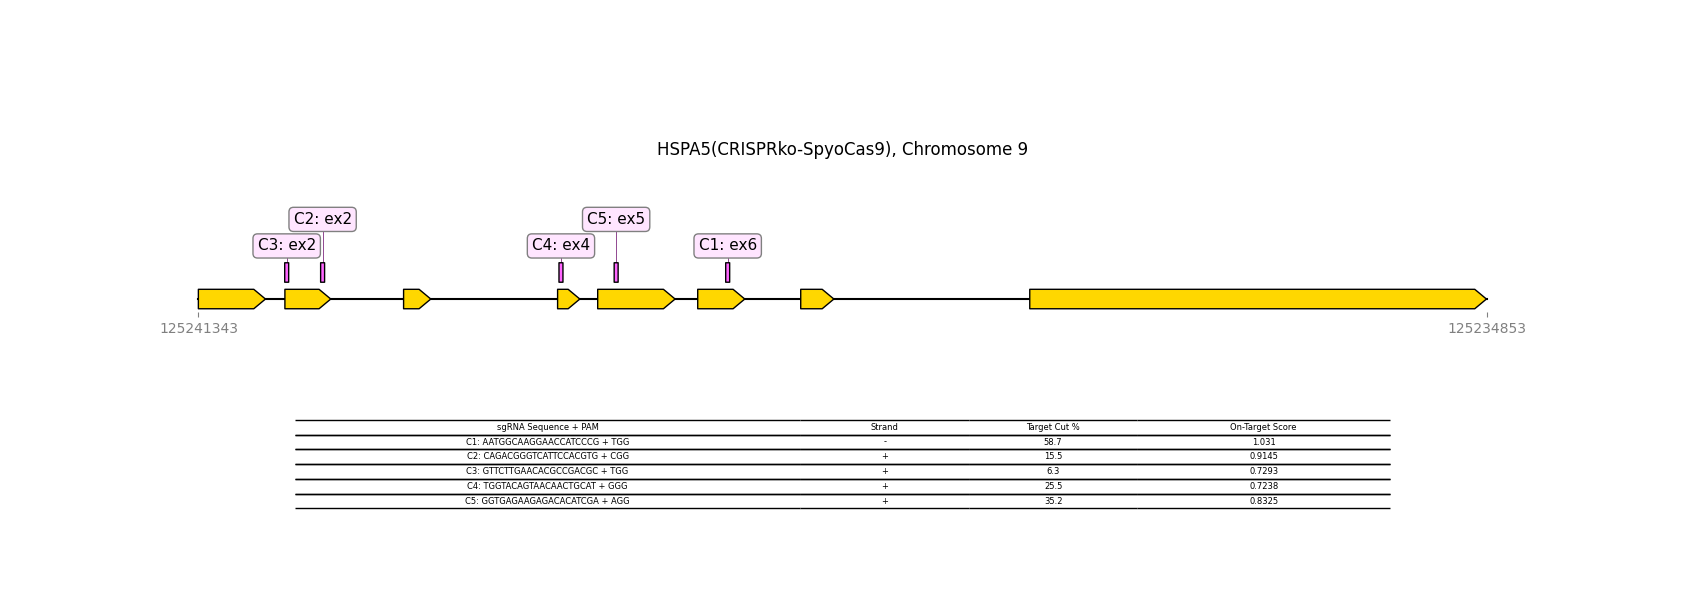 HSPA5(CRISPRko-SpyoCas9), Chromosome 9
C2: ex2
C5: ex5
C3: ex2
C4: ex4
C1: ex6
125241343
125234853
sgRNA Sequence + PAM Strand Target Cut % On-Target Score
C1: AATGGCAAGGAACCATCCCG + TGG - 58.7 1.031
C2: CAGACGGGTCATTCCACGTG + CGG + 15.5 0.9145
C3: GTTCTTGAACACGCCGACGC + TGG + 6.3 0.7293
C4: TGGTACAGTAACAACTGCAT + GGG + 25.5 0.7238
C5: GGTGAGAAGAGACACATCGA + AGG + 35.2 0.8325